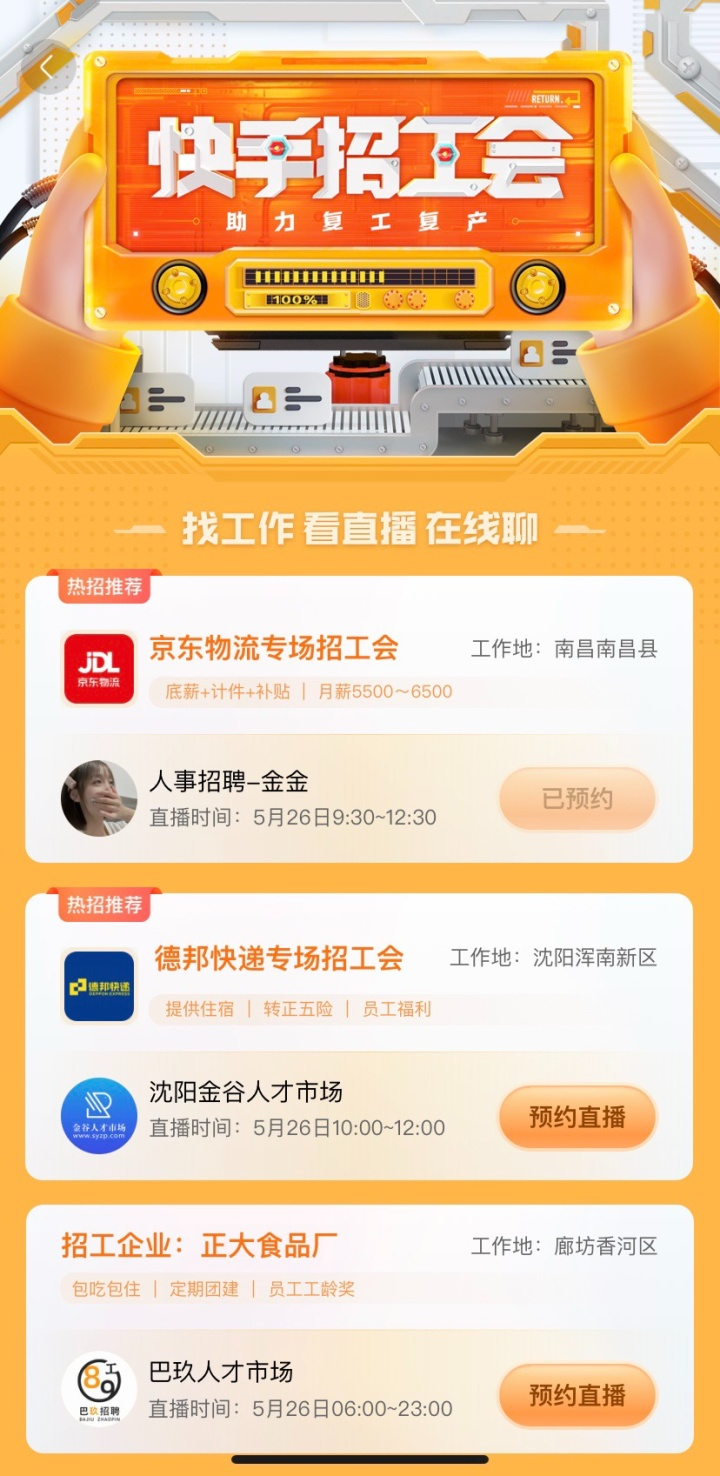 RETURN.
快手招工会
助力复工复产
100%
找工作 看直播 在线聊
热招推荐
JDL
京东物流
京东物流专场招工会
工作地：南昌南昌县
底薪+计件+补贴 | 月薪5500～6500
人事招聘-金金
直播时间：5月26日9:30~12:30
已预约
热招推荐
德邦快递
DEPPON EXPRESS
德邦快递专场招工会
工作地：沈阳浑南新区
提供住宿 | 转正五险 | 员工福利
金谷人才市场
www.syzp.com
沈阳金谷人才市场
直播时间：5月26日10:00~12:00
预约直播
招工企业：正大食品厂
工作地：廊坊香河区
包吃包住 | 定期团建 | 员工工龄奖
89工
巴玖招聘
BAJIU ZHAOPIN
巴玖人才市场
直播时间：5月26日06:00~23:00
预约直播